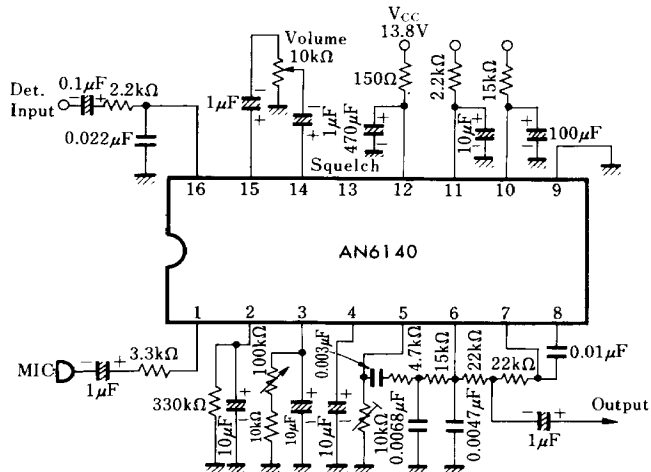 V_CC
13.8V
Volume
10kΩ
Det.
Input
0.1μF
2.2kΩ
0.022μF
1μF
1μF
470μF
150Ω
2.2kΩ
10μF
15kΩ
100μF
Squelch
16 15 14 13 12 11 10 9
AN6140
1 2 3 4 5 6 7 8
MIC
1μF
3.3kΩ
330kΩ
10μF
100kΩ
10kΩ
10μF
10μF
0.003μF
10kΩ
4.7kΩ
0.0068μF
15kΩ
0.0047μF
22kΩ
22kΩ
0.01μF
1μF
Output